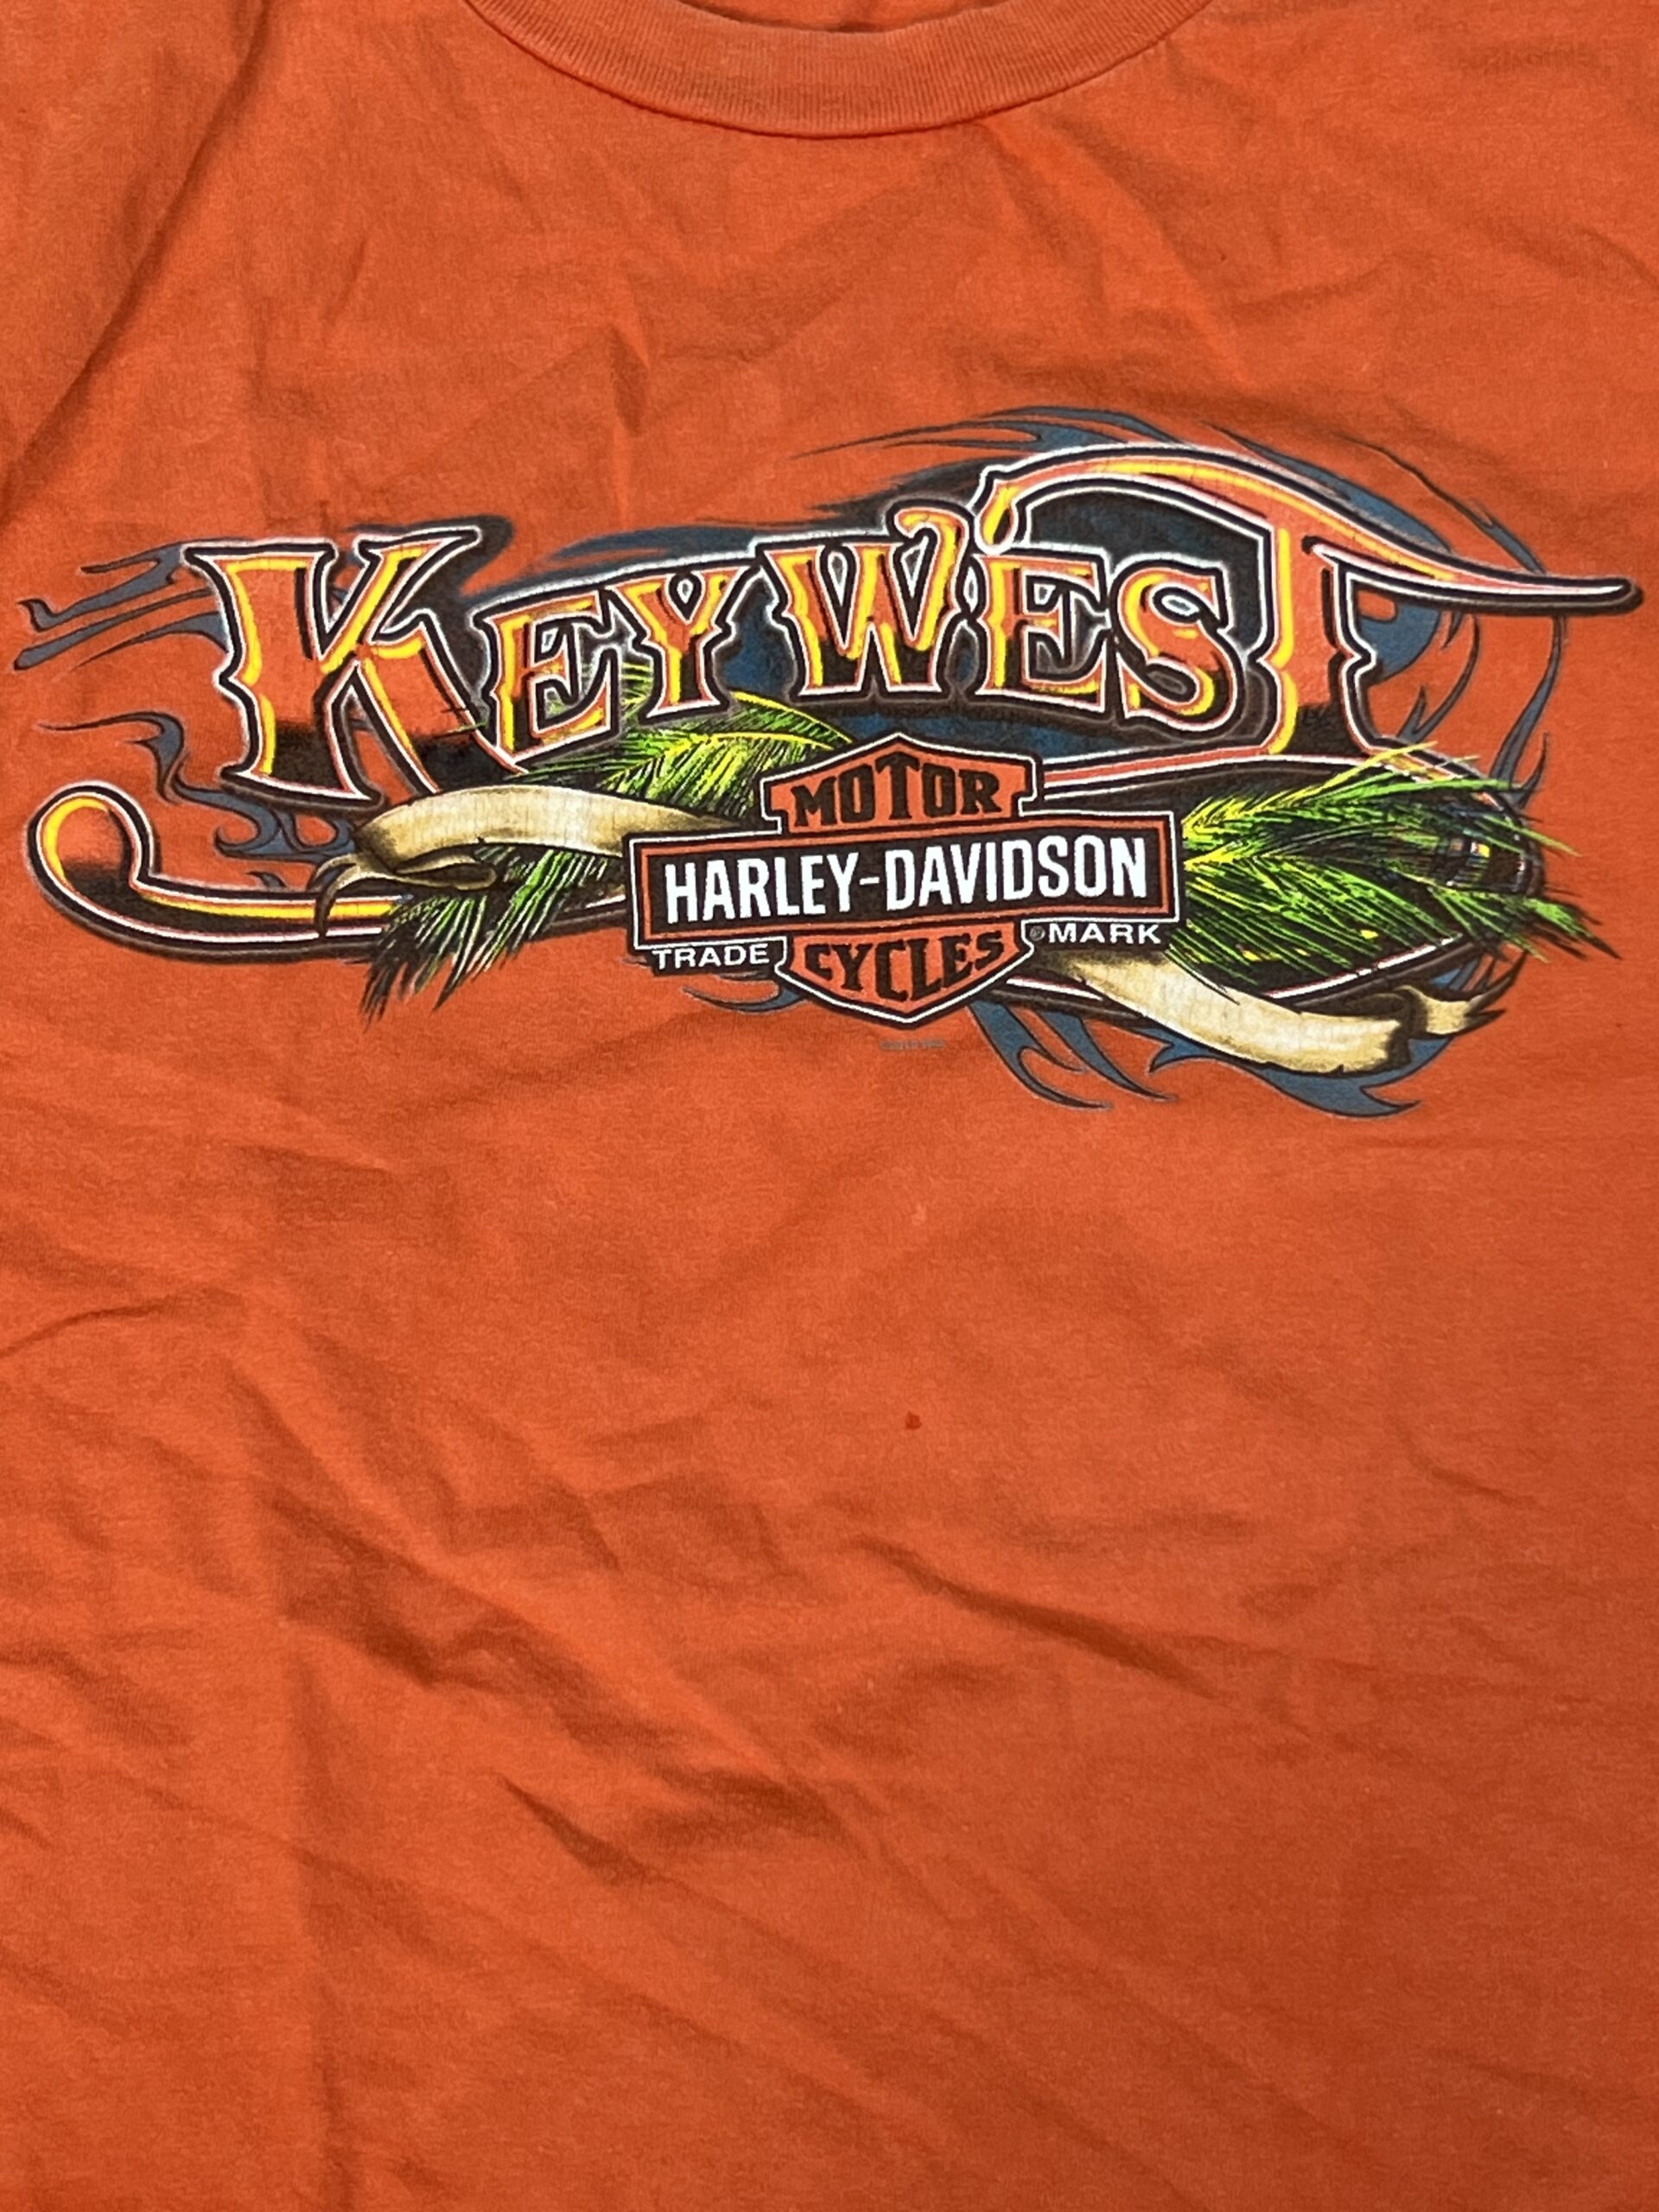 KEY WEST
MOTOR
HARLEY-DAVIDSON
TRADE ®MARK
CYCLES